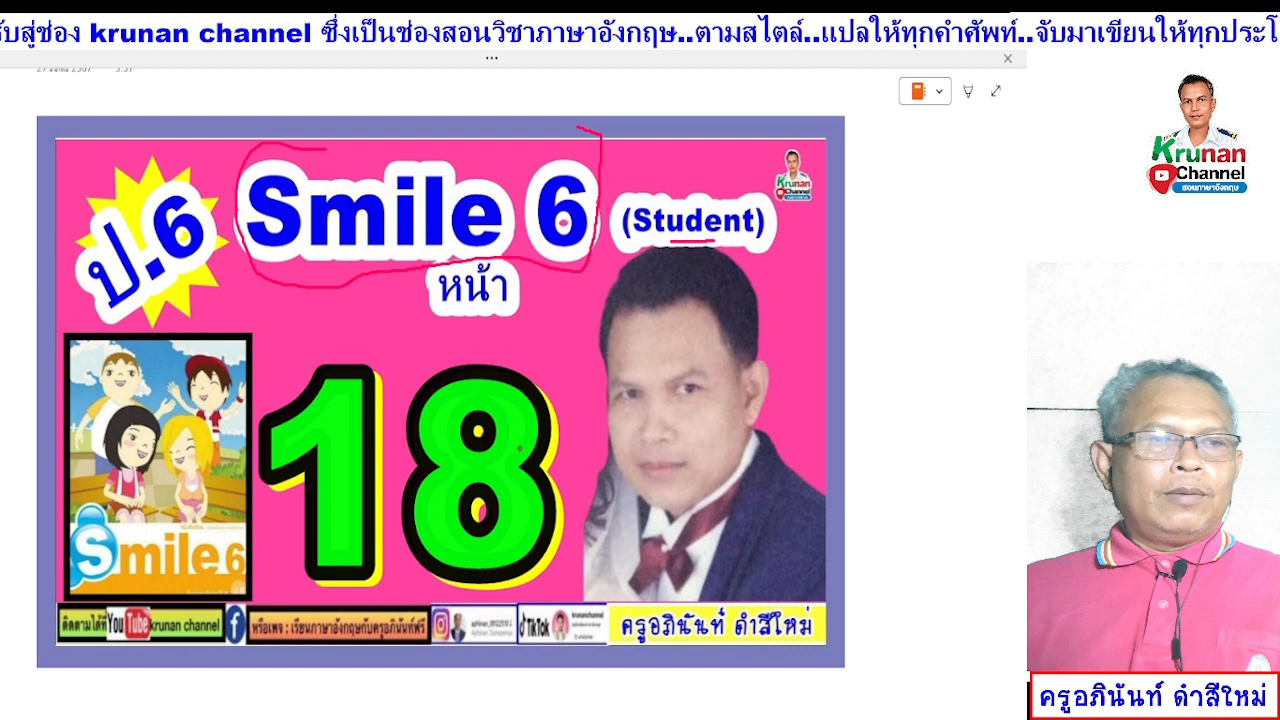 ับสู่ช่อง krunan channel ซึ่งเป็นช่องสอนวิชาภาษาอังกฤษ..ตามสไตล์..แปลให้ทุกคำศัพท์..จับมาเขียนให้ทุกประโ
ป.6
Smile 6
(Student)
หน้า
18
Krunan
Channel
Smile 6
ติดตามได้ที่ YouTube krunan channel
หรือเพจ : เรียนภาษาอังกฤษกับครูอภินันท์ฟรี
TikTok
krunanchannel
ครูอภินันท์ ดำสีใหม่
Krunan
Channel
สอนภาษาอังกฤษ
ครูอภินันท์ ดำสีใหม่